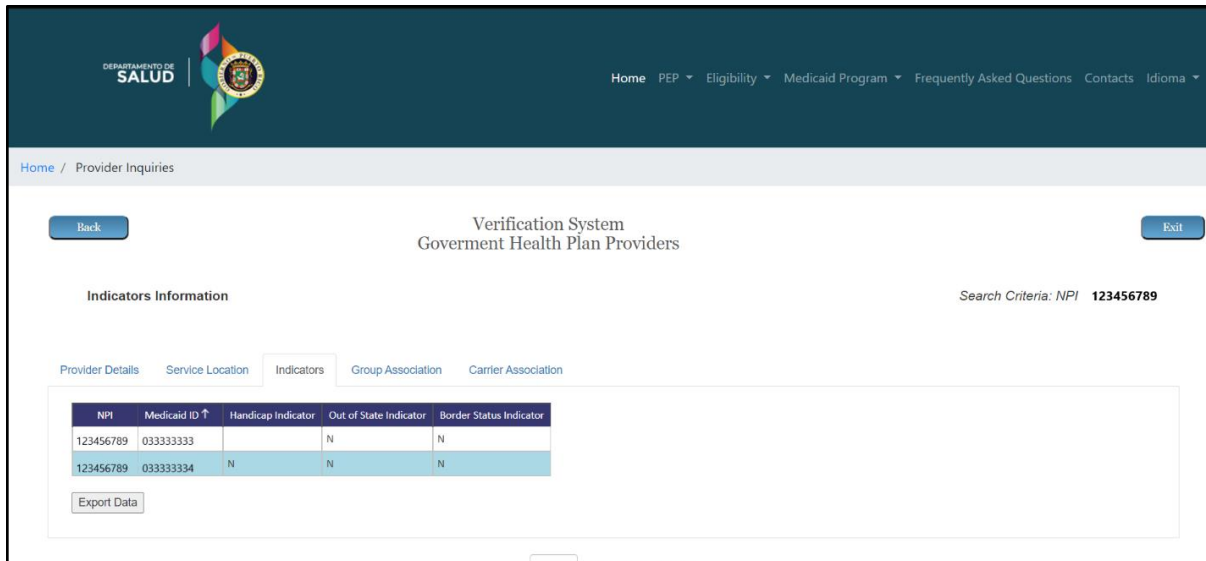 DEPARTAMENTO DE
SALUD
Home PEP Eligibility Medicaid Program Frequently Asked Questions Contacts Idioma
Home / Provider Inquiries
Back
Verification System
Goverment Health Plan Providers
Exit
Indicators Information
Search Criteria: NPI 123456789
Provider Details Service Location Indicators Group Association Carrier Association
NPI Medicaid ID↑ Handicap Indicator Out of State Indicator Border Status Indicator
123456789 033333333 N N
123456789 033333334 N N N
Export Data